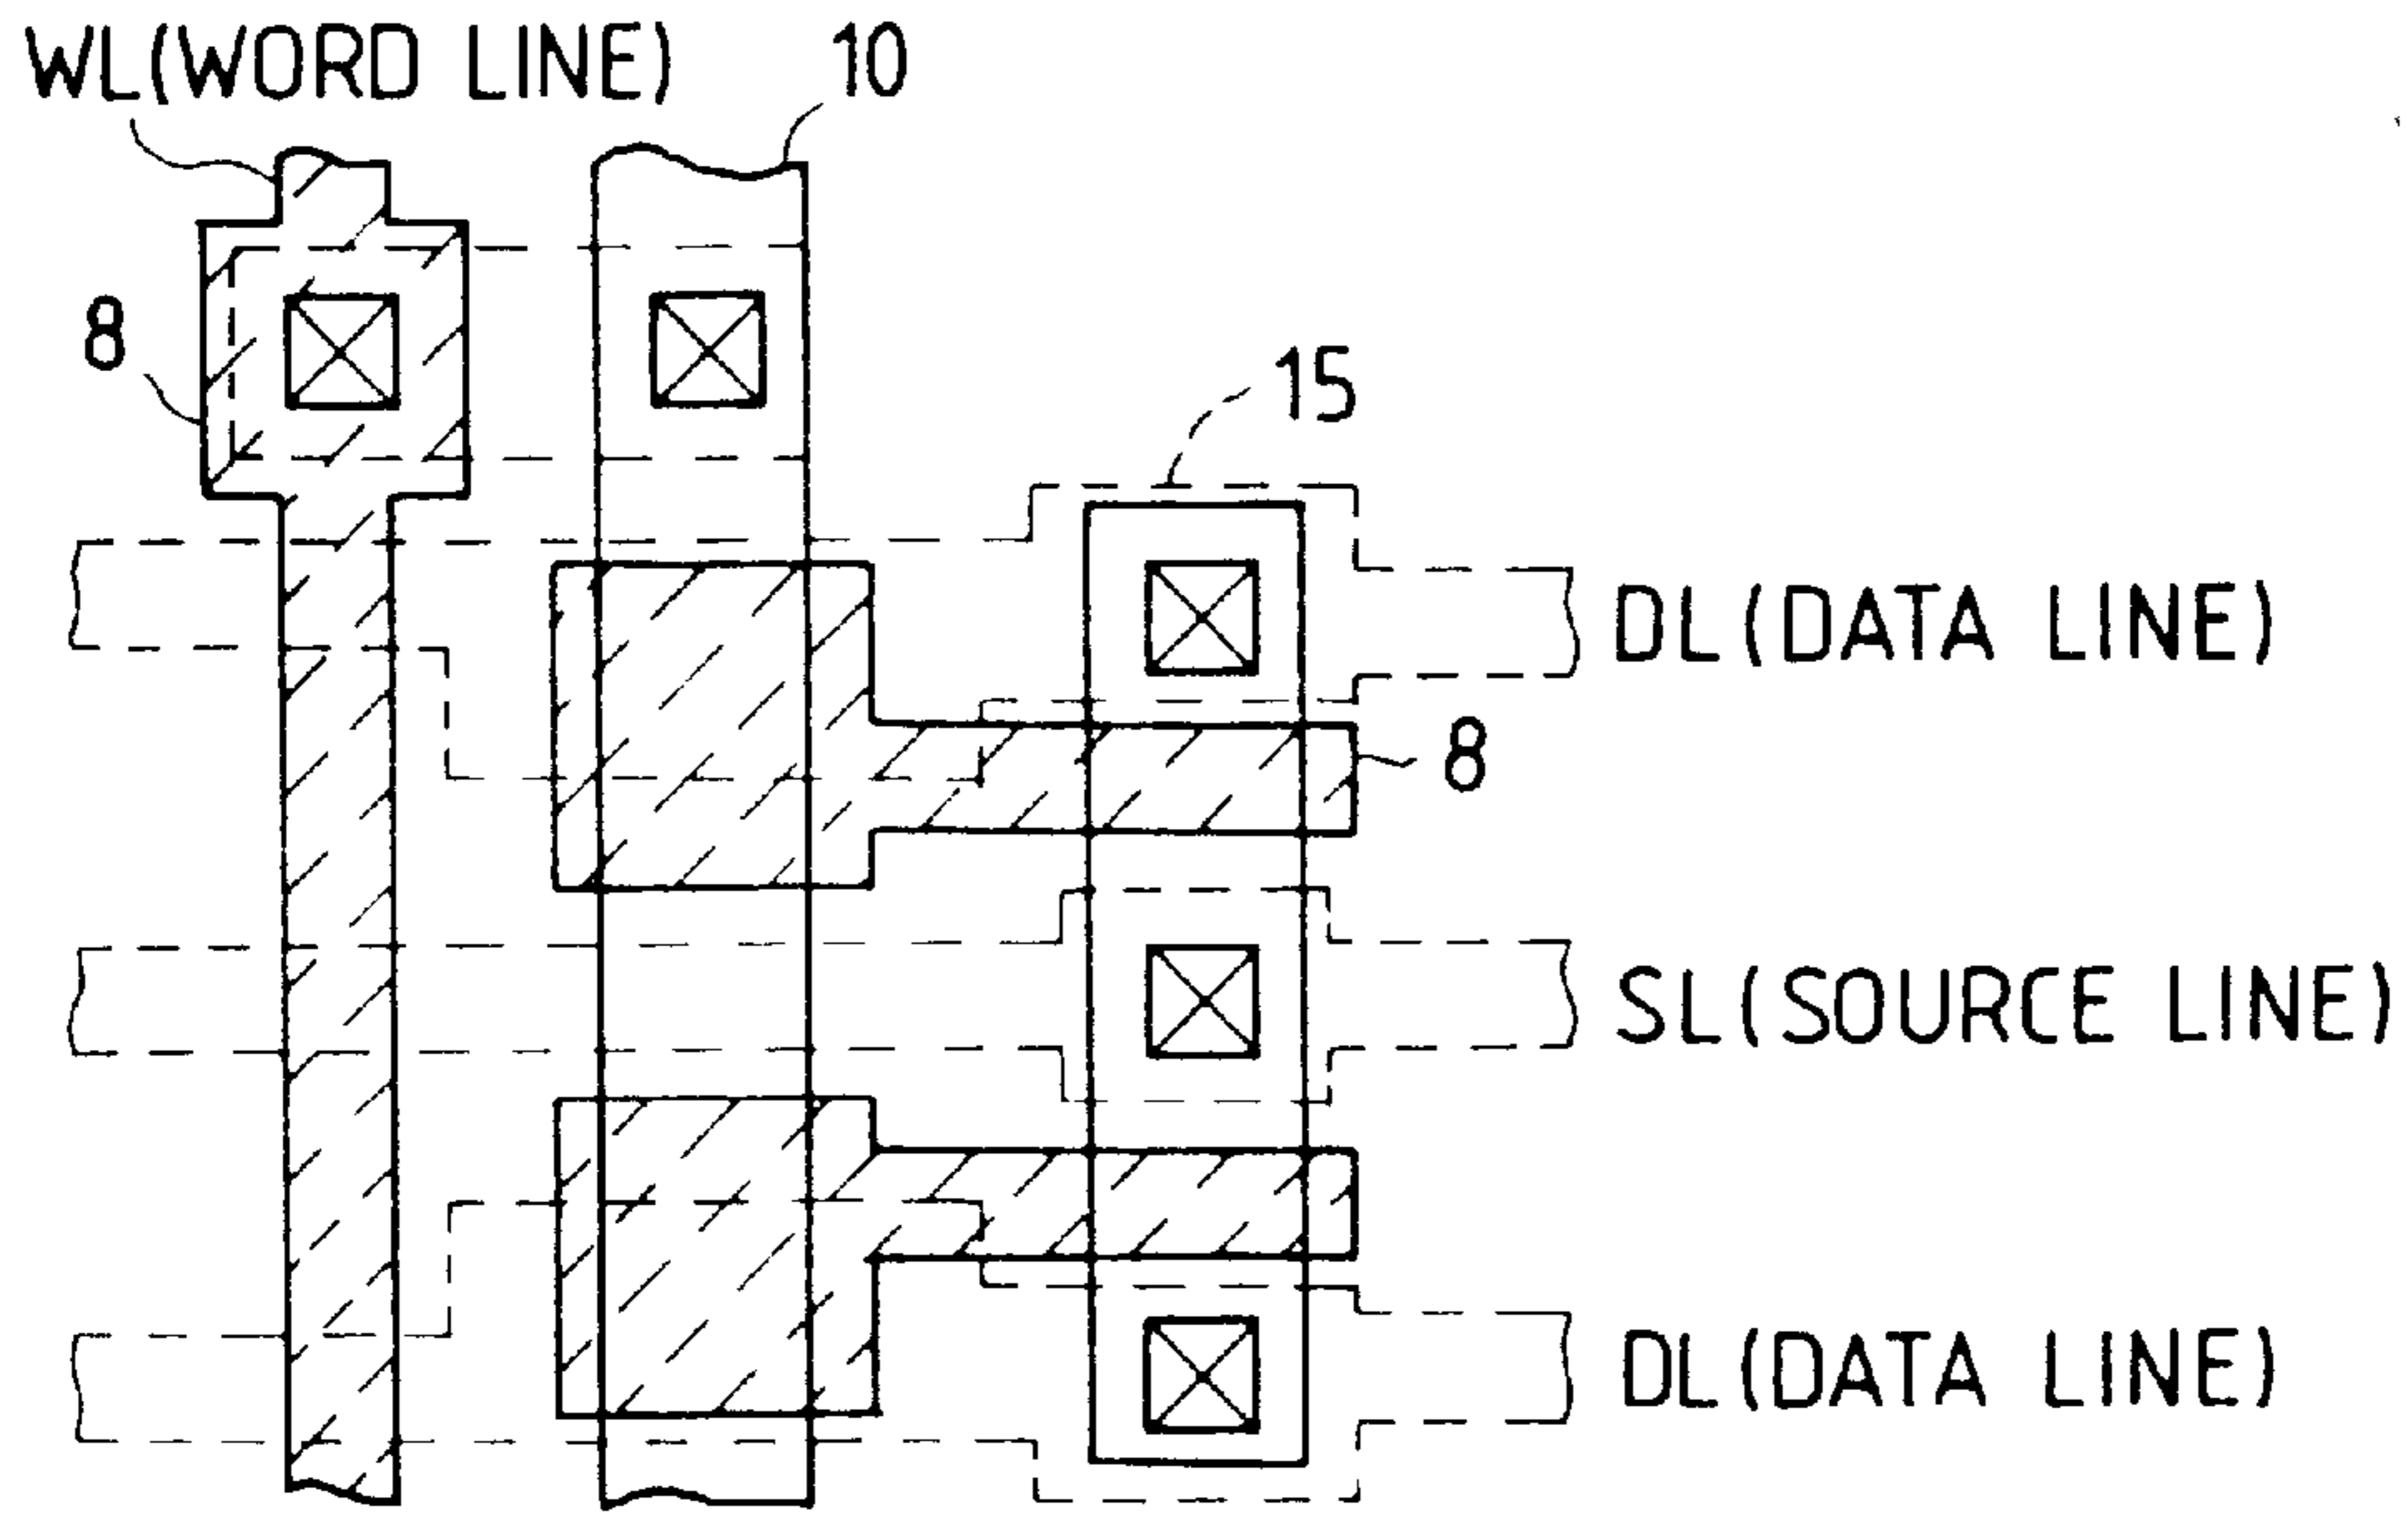 WL(WORD LINE)
10
8
15
DL(DATA LINE)
8
SL(SOURCE LINE)
DL(DATA LINE)